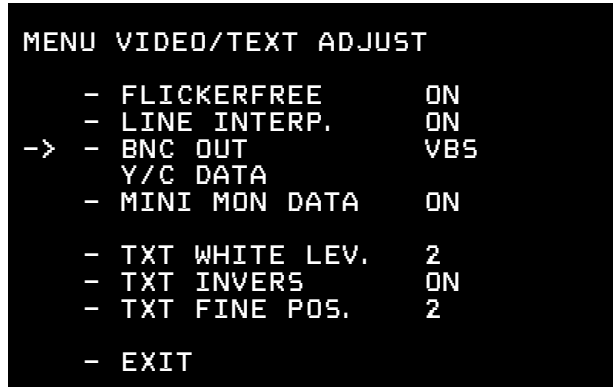 MENU VIDEO/TEXT ADJUST
- FLICKERFREE ON
- LINE INTERP. ON
-> - BNC OUT VBS
Y/C DATA
- MINI MON DATA ON
- TXT WHITE LEV. 2
- TXT INVERS ON
- TXT FINE POS. 2
- EXIT